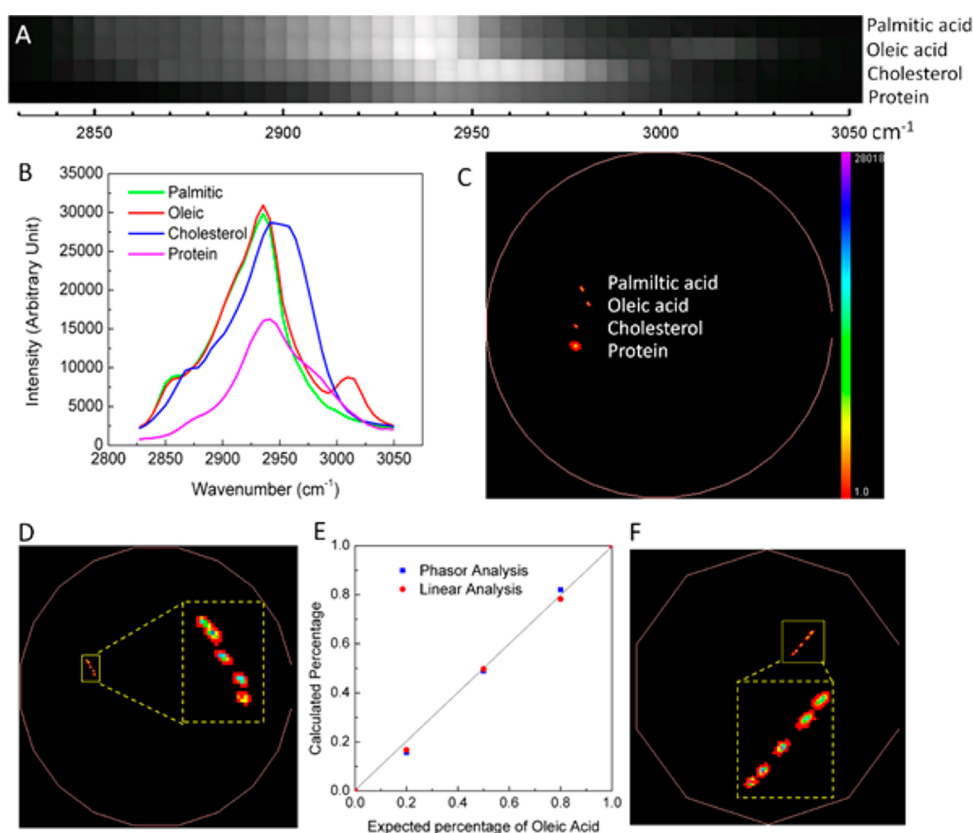 A
Palmitic acid
Oleic acid
Cholesterol
Protein
2850 2900 2950 3000 3050 cm-1
B
35000
30000
25000
20000
15000
10000
5000
0
Palmitic
Oleic
Cholesterol
Protein
Intensity (Arbitrary Unit)
2800 2850 2900 2950 3000 3050
Wavenumber (cm-1)
C
28018
Palmiltic acid
Oleic acid
Cholesterol
Protein
1.0
D
E
1.0
0.8
0.6
0.4
0.2
0.0
Phasor Analysis
Linear Analysis
Calculated Percentage
0.0 0.2 0.4 0.6 0.8 1.0
Expected percentage of Oleic Acid
F